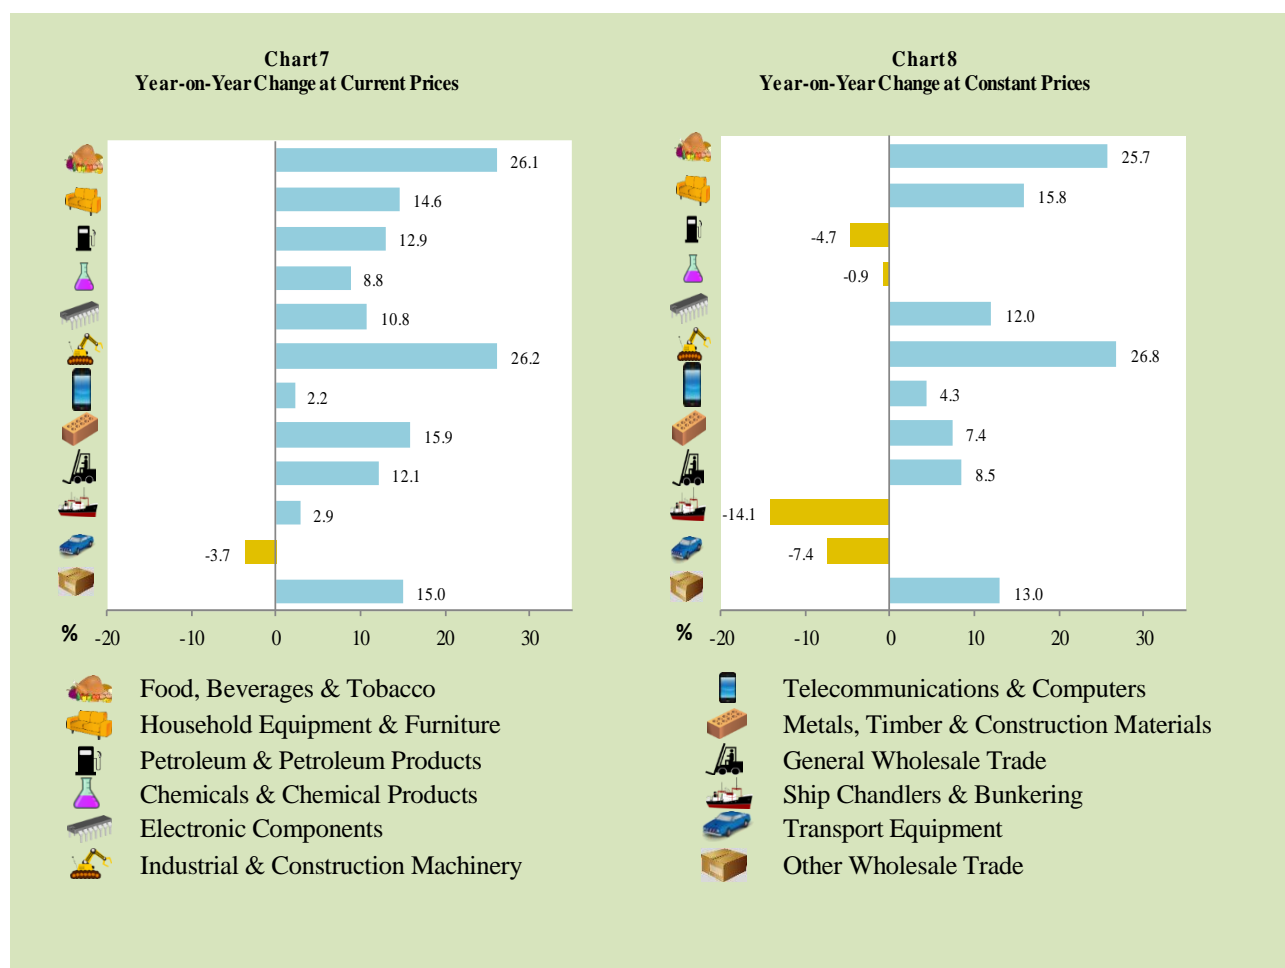 Chart 7
Year-on-Year Change at Current Prices
26.1
14.6
12.9
8.8
10.8
26.2
2.2
15.9
12.1
2.9
-3.7
15.0
% -20 -10 0 10 20 30
Chart 8
Year-on-Year Change at Constant Prices
25.7
15.8
-4.7
-0.9
12.0
26.8
4.3
7.4
8.5
-14.1
-7.4
13.0
% -20 -10 0 10 20 30
Food, Beverages & Tobacco
Household Equipment & Furniture
Petroleum & Petroleum Products
Chemicals & Chemical Products
Electronic Components
Industrial & Construction Machinery
Telecommunications & Computers
Metals, Timber & Construction Materials
General Wholesale Trade
Ship Chandlers & Bunkering
Transport Equipment
Other Wholesale Trade